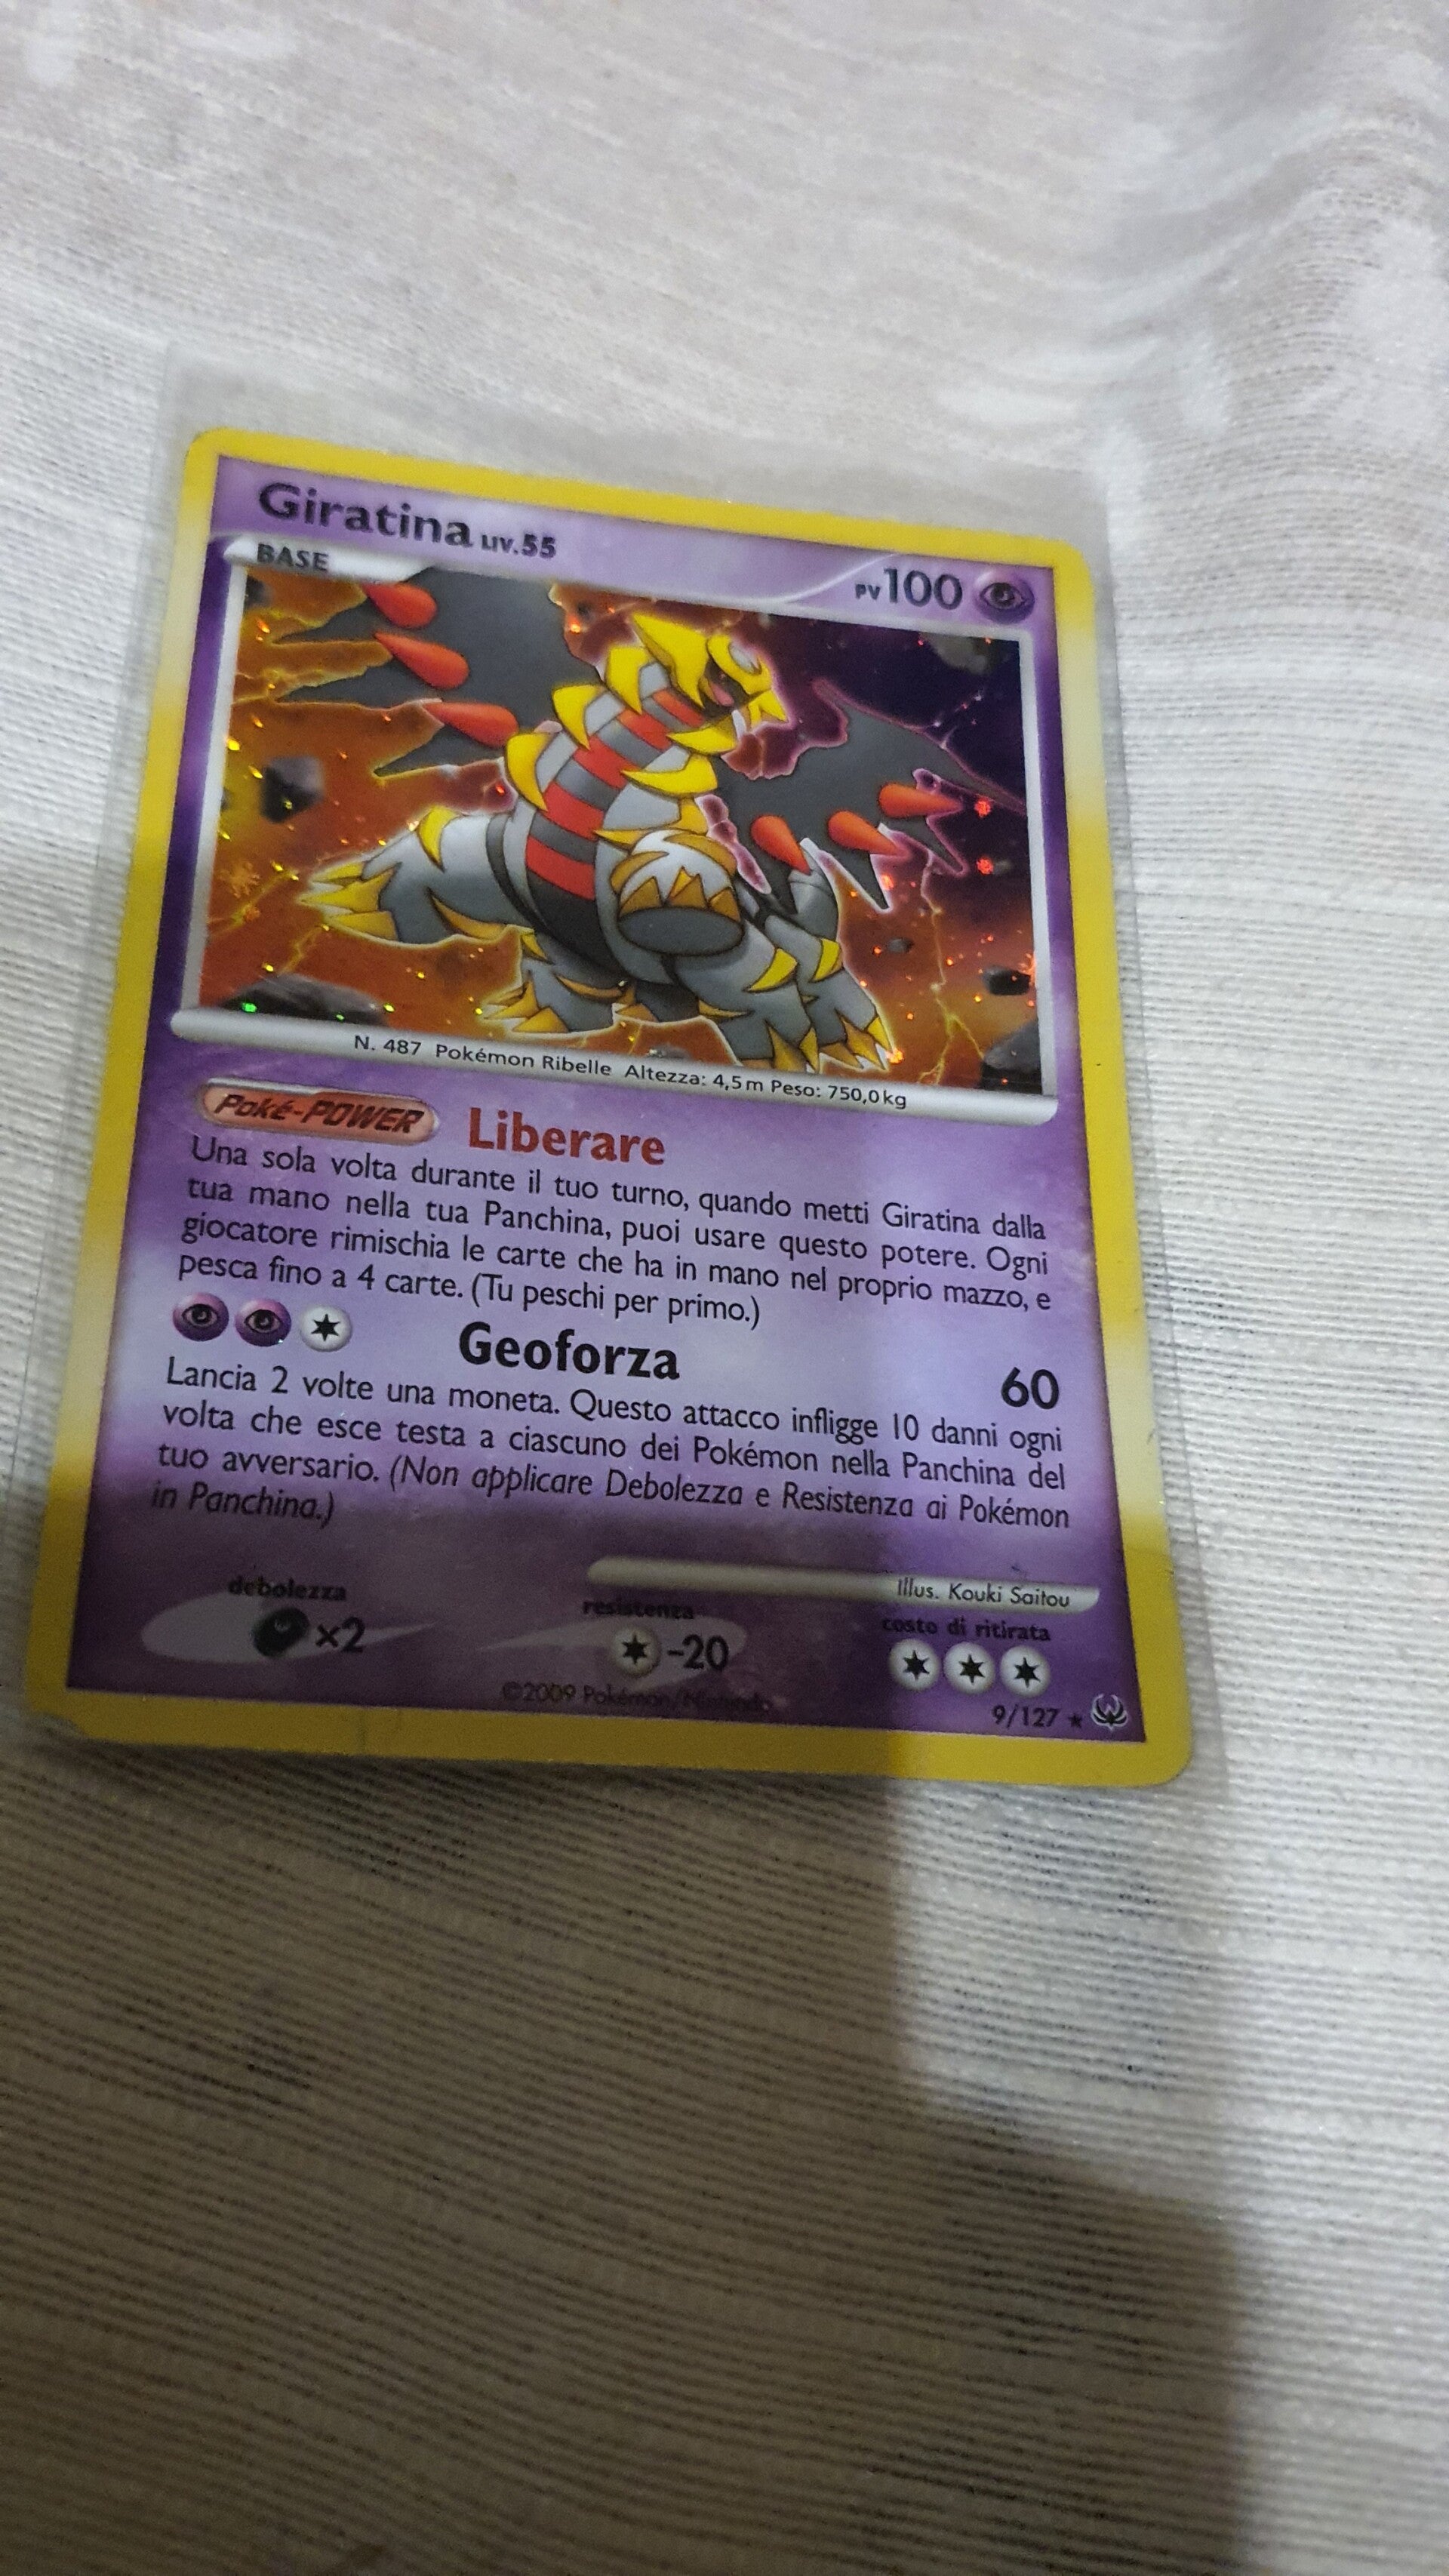 Giratina LIV.55
BASE
PV 100
N. 487 Pokémon Ribelle Altezza: 4,5 m Peso: 750,0 kg
Poké-POWER Liberare
Una sola volta durante il tuo turno, quando metti Giratina dalla
tua mano nella tua Panchina, puoi usare questo potere. Ogni
giocatore rimischia le carte che ha in mano nel proprio mazzo, e
pesca fino a 4 carte. (Tu peschi per primo.)
Geoforza 60
Lancia 2 volte una moneta. Questo attacco infligge 10 danni ogni
volta che esce testa a ciascuno dei Pokémon nella Panchina del
tuo avversario. (Non applicare Debolezza e Resistenza ai Pokémon
in Panchina.)
Illus. Kouki Saitou
debolezza resistenza costo di ritirata
×2 -20
©2009 Pokémon/Nintendo
9/127